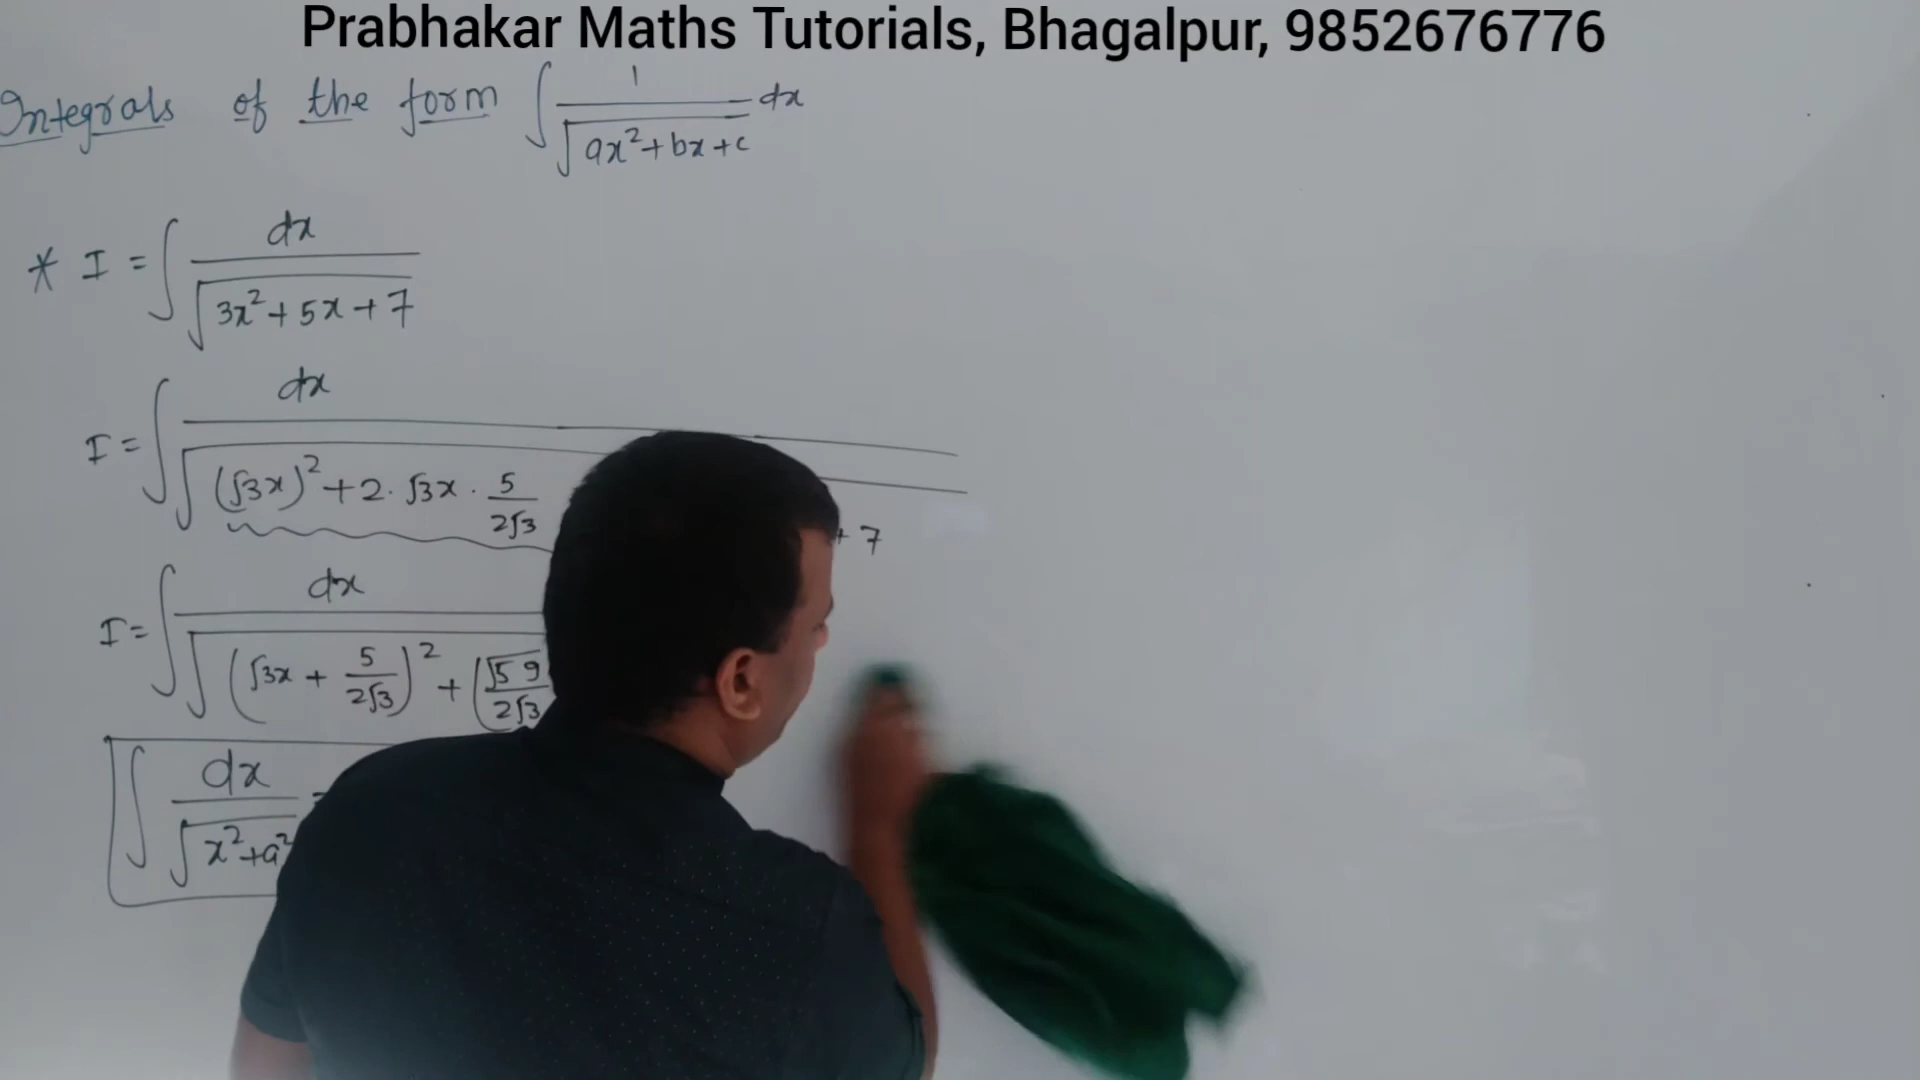 Prabhakar Maths Tutorials, Bhagalpur, 9852676776
Integrals of the form ∫ 1/√(ax²+bx+c) dx
* I = ∫ dx/√(3x²+5x+7)
I = ∫ dx/√((√3x)²+2·√3x·5/(2√3) + 7
I = ∫ dx/√((√3x + 5/(2√3))² + (√59/(2√3)
∫ dx/√(x²+a²)